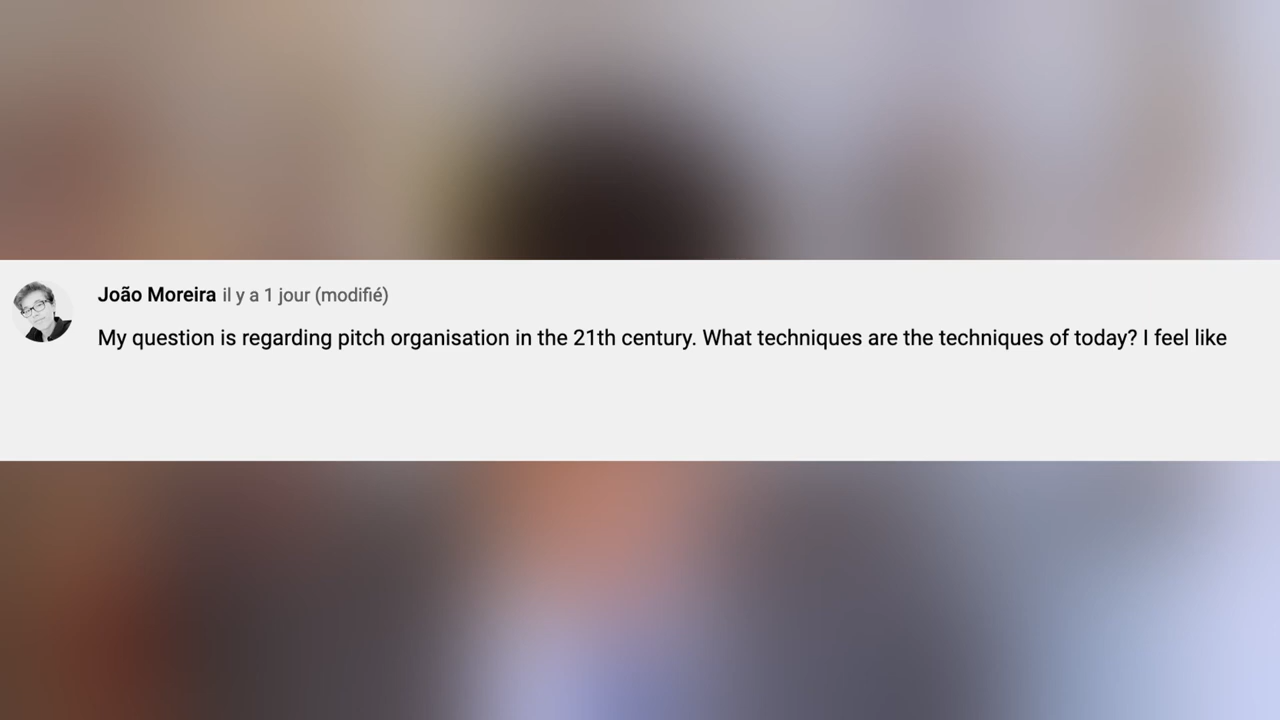 João Moreira il y a 1 jour (modifié)
My question is regarding pitch organisation in the 21th century. What techniques are the techniques of today? I feel like